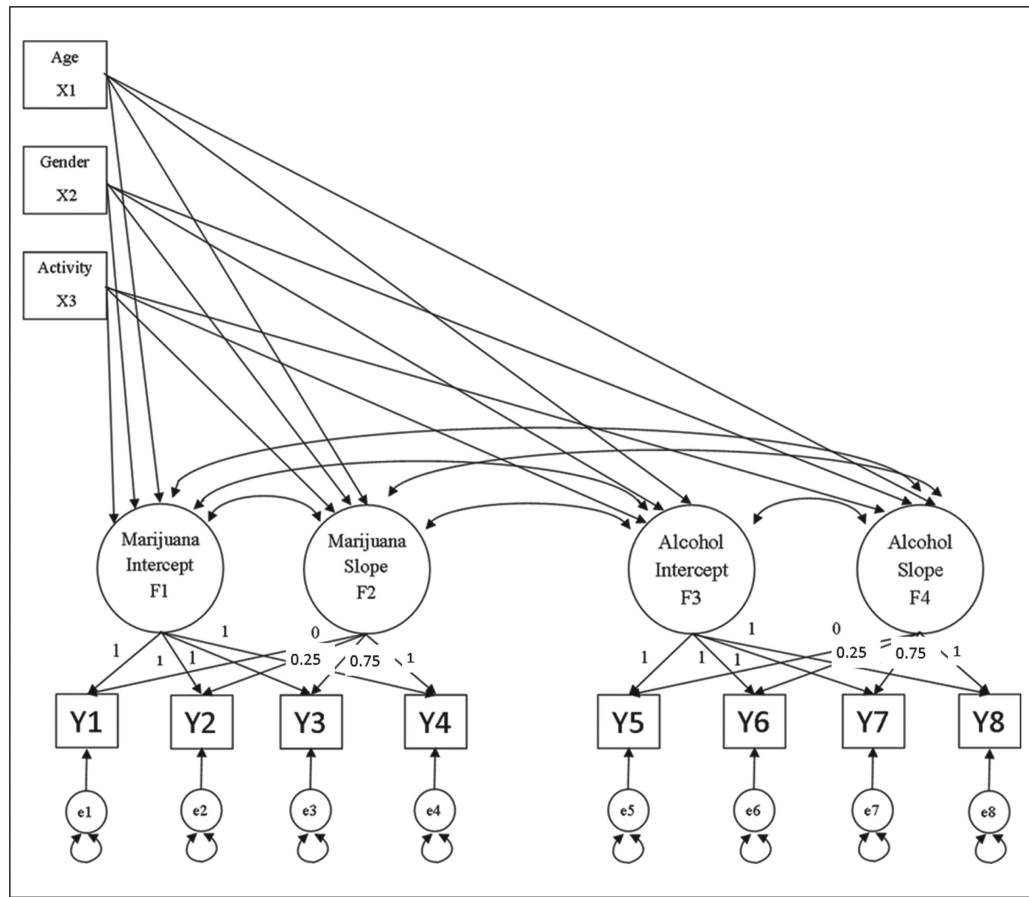 Age
X1
Gender
X2
Activity
X3
Marijuana
Intercept
F1
Marijuana
Slope
F2
Alcohol
Intercept
F3
Alcohol
Slope
F4
1
1
1
1
0
0.25
0.75
1
1
1
1
1
0
0.25
0.75
1
Y1
Y2
Y3
Y4
Y5
Y6
Y7
Y8
e1
e2
e3
e4
e5
e6
e7
e8